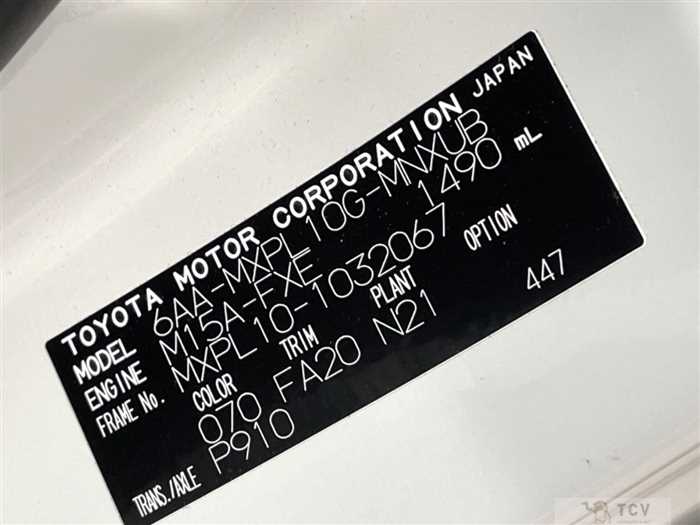 TOYOTA MOTOR CORPORATION JAPAN
MODEL 6AA-MXPL10G-MNXUB
ENGINE M15A-FXE 1490 mL
FRAME No. MXPL10-1032067
COLOR TRIM PLANT OPTION
070 FA20 N21 447
TRANS./AXLE P910
TCV